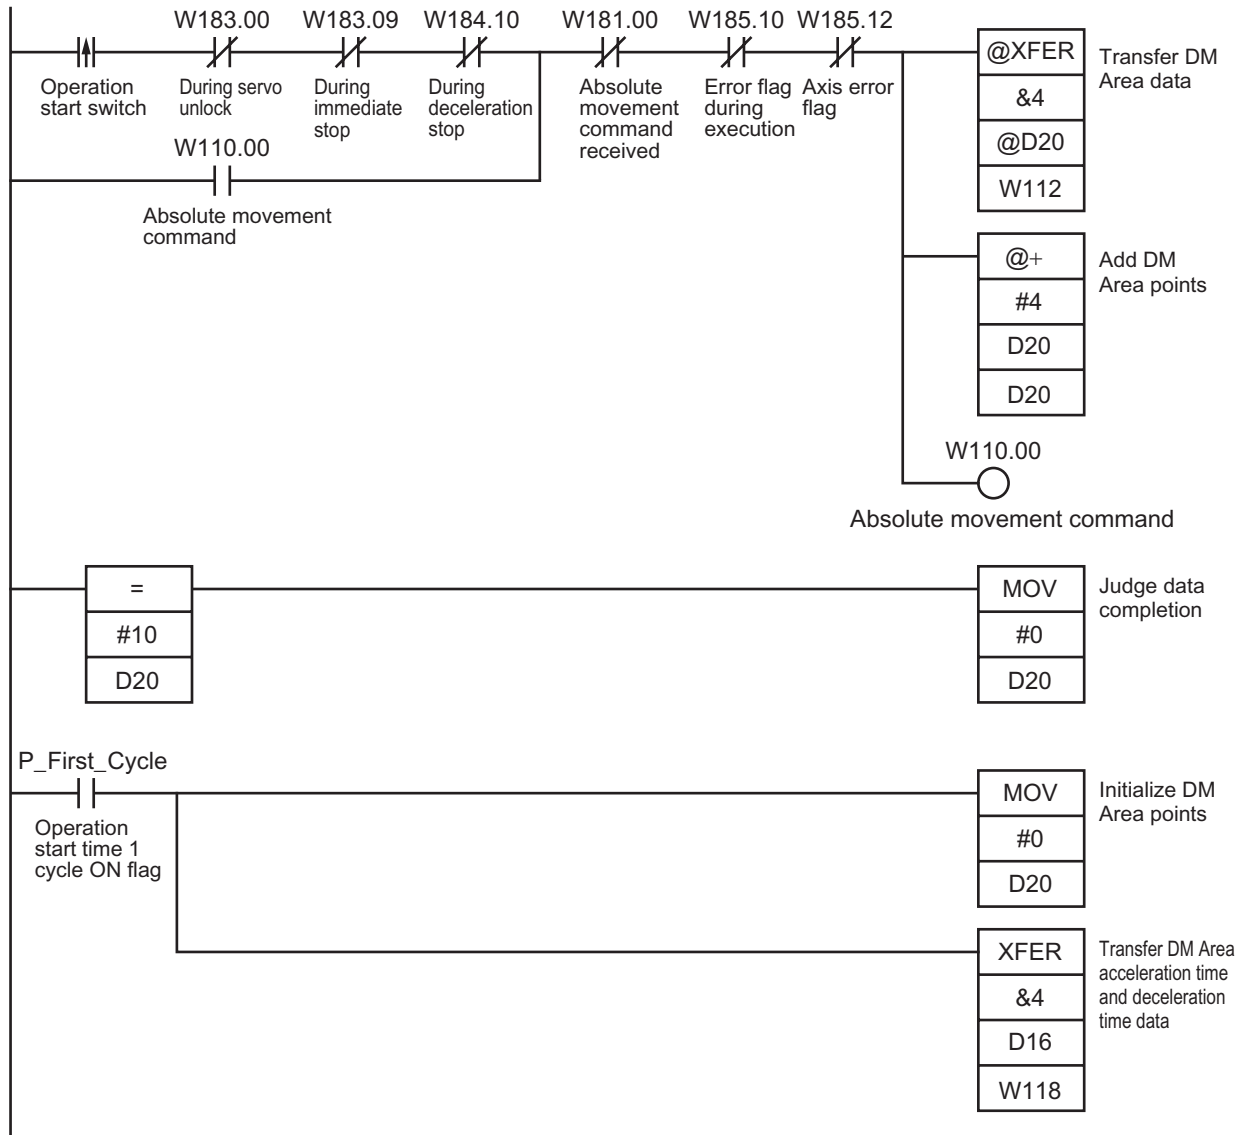 W183.00 W183.09 W184.10 W181.00 W185.10 W185.12
Operation
start switch
During servo
unlock
During
immediate
stop
During
deceleration
stop
Absolute
movement
command
received
Error flag
during
execution
Axis error
flag
@XFER
&4
@D20
W112
Transfer DM
Area data
W110.00
Absolute movement
command
@+
#4
D20
D20
Add DM
Area points
W110.00
Absolute movement command
=
#10
D20
MOV
#0
D20
Judge data
completion
P_First_Cycle
Operation
start time 1
cycle ON flag
MOV
#0
D20
Initialize DM
Area points
XFER
&4
D16
W118
Transfer DM Area
acceleration time
and deceleration
time data